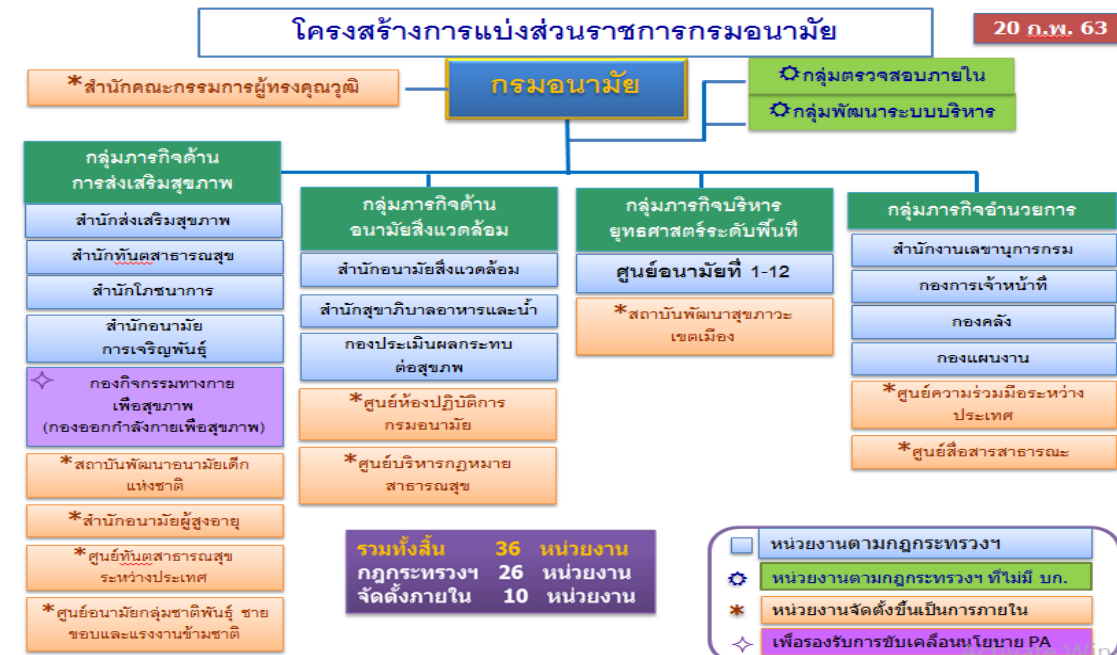 โครงสร้างการแบ่งส่วนราชการกรมอนามัย
20 ก.พ. 63
*สำนักคณะกรรมการผู้ทรงคุณวุฒิ
กรมอนามัย
กลุ่มตรวจสอบภายใน
กลุ่มพัฒนาระบบบริหาร
กลุ่มภารกิจด้าน
การส่งเสริมสุขภาพ
สำนักส่งเสริมสุขภาพ
สำนักทันตสาธารณสุข
สำนักโภชนาการ
สำนักอนามัย
การเจริญพันธุ์
กองกิจกรรมทางกาย
เพื่อสุขภาพ
(กองออกกำลังกายเพื่อสุขภาพ)
*สถาบันพัฒนาอนามัยเด็ก
แห่งชาติ
*สำนักอนามัยผู้สูงอายุ
*ศูนย์ทันตสาธารณสุข
ระหว่างประเทศ
*ศูนย์อนามัยกลุ่มชาติพันธุ์ ชาย
ขอบและแรงงานข้ามชาติ
กลุ่มภารกิจด้าน
อนามัยสิ่งแวดล้อม
สำนักอนามัยสิ่งแวดล้อม
สำนักสุขาภิบาลอาหารและน้ำ
กองประเมินผลกระทบ
ต่อสุขภพ
*ศูนย์ห้องปฏิบัติการ
กรมอนามัย
*ศูนย์บริหารกฎหมาย
สาธารณสุข
กลุ่มภารกิจบริหาร
ยุทธศาสตร์ระดับพื้นที่
ศูนย์อนามัยที่ 1-12
*สถาบันพัฒนาสุขภาวะ
เขตเมือง
กลุ่มภารกิจอำนวยการ
สำนักงานเลขานุการกรม
กองการเจ้าหน้าที่
กองคลัง
กองแผนงาน
*ศูนย์ความร่วมมือระหว่าง
ประเทศ
*ศูนย์สื่อสารสาธารณะ
รวมทั้งสิ้น 36 หน่วยงาน
กฎกระทรวงฯ 26 หน่วยงาน
จัดตั้งภายใน 10 หน่วยงาน
หน่วยงานตามกฎกระทรวงฯ
หน่วยงานตามกฎกระทรวงฯ ที่ไม่มี บก.
* หน่วยงานจัดตั้งขึ้นเป็นการภายใน
เพื่อรองรับการขับเคลื่อนนโยบาย PA